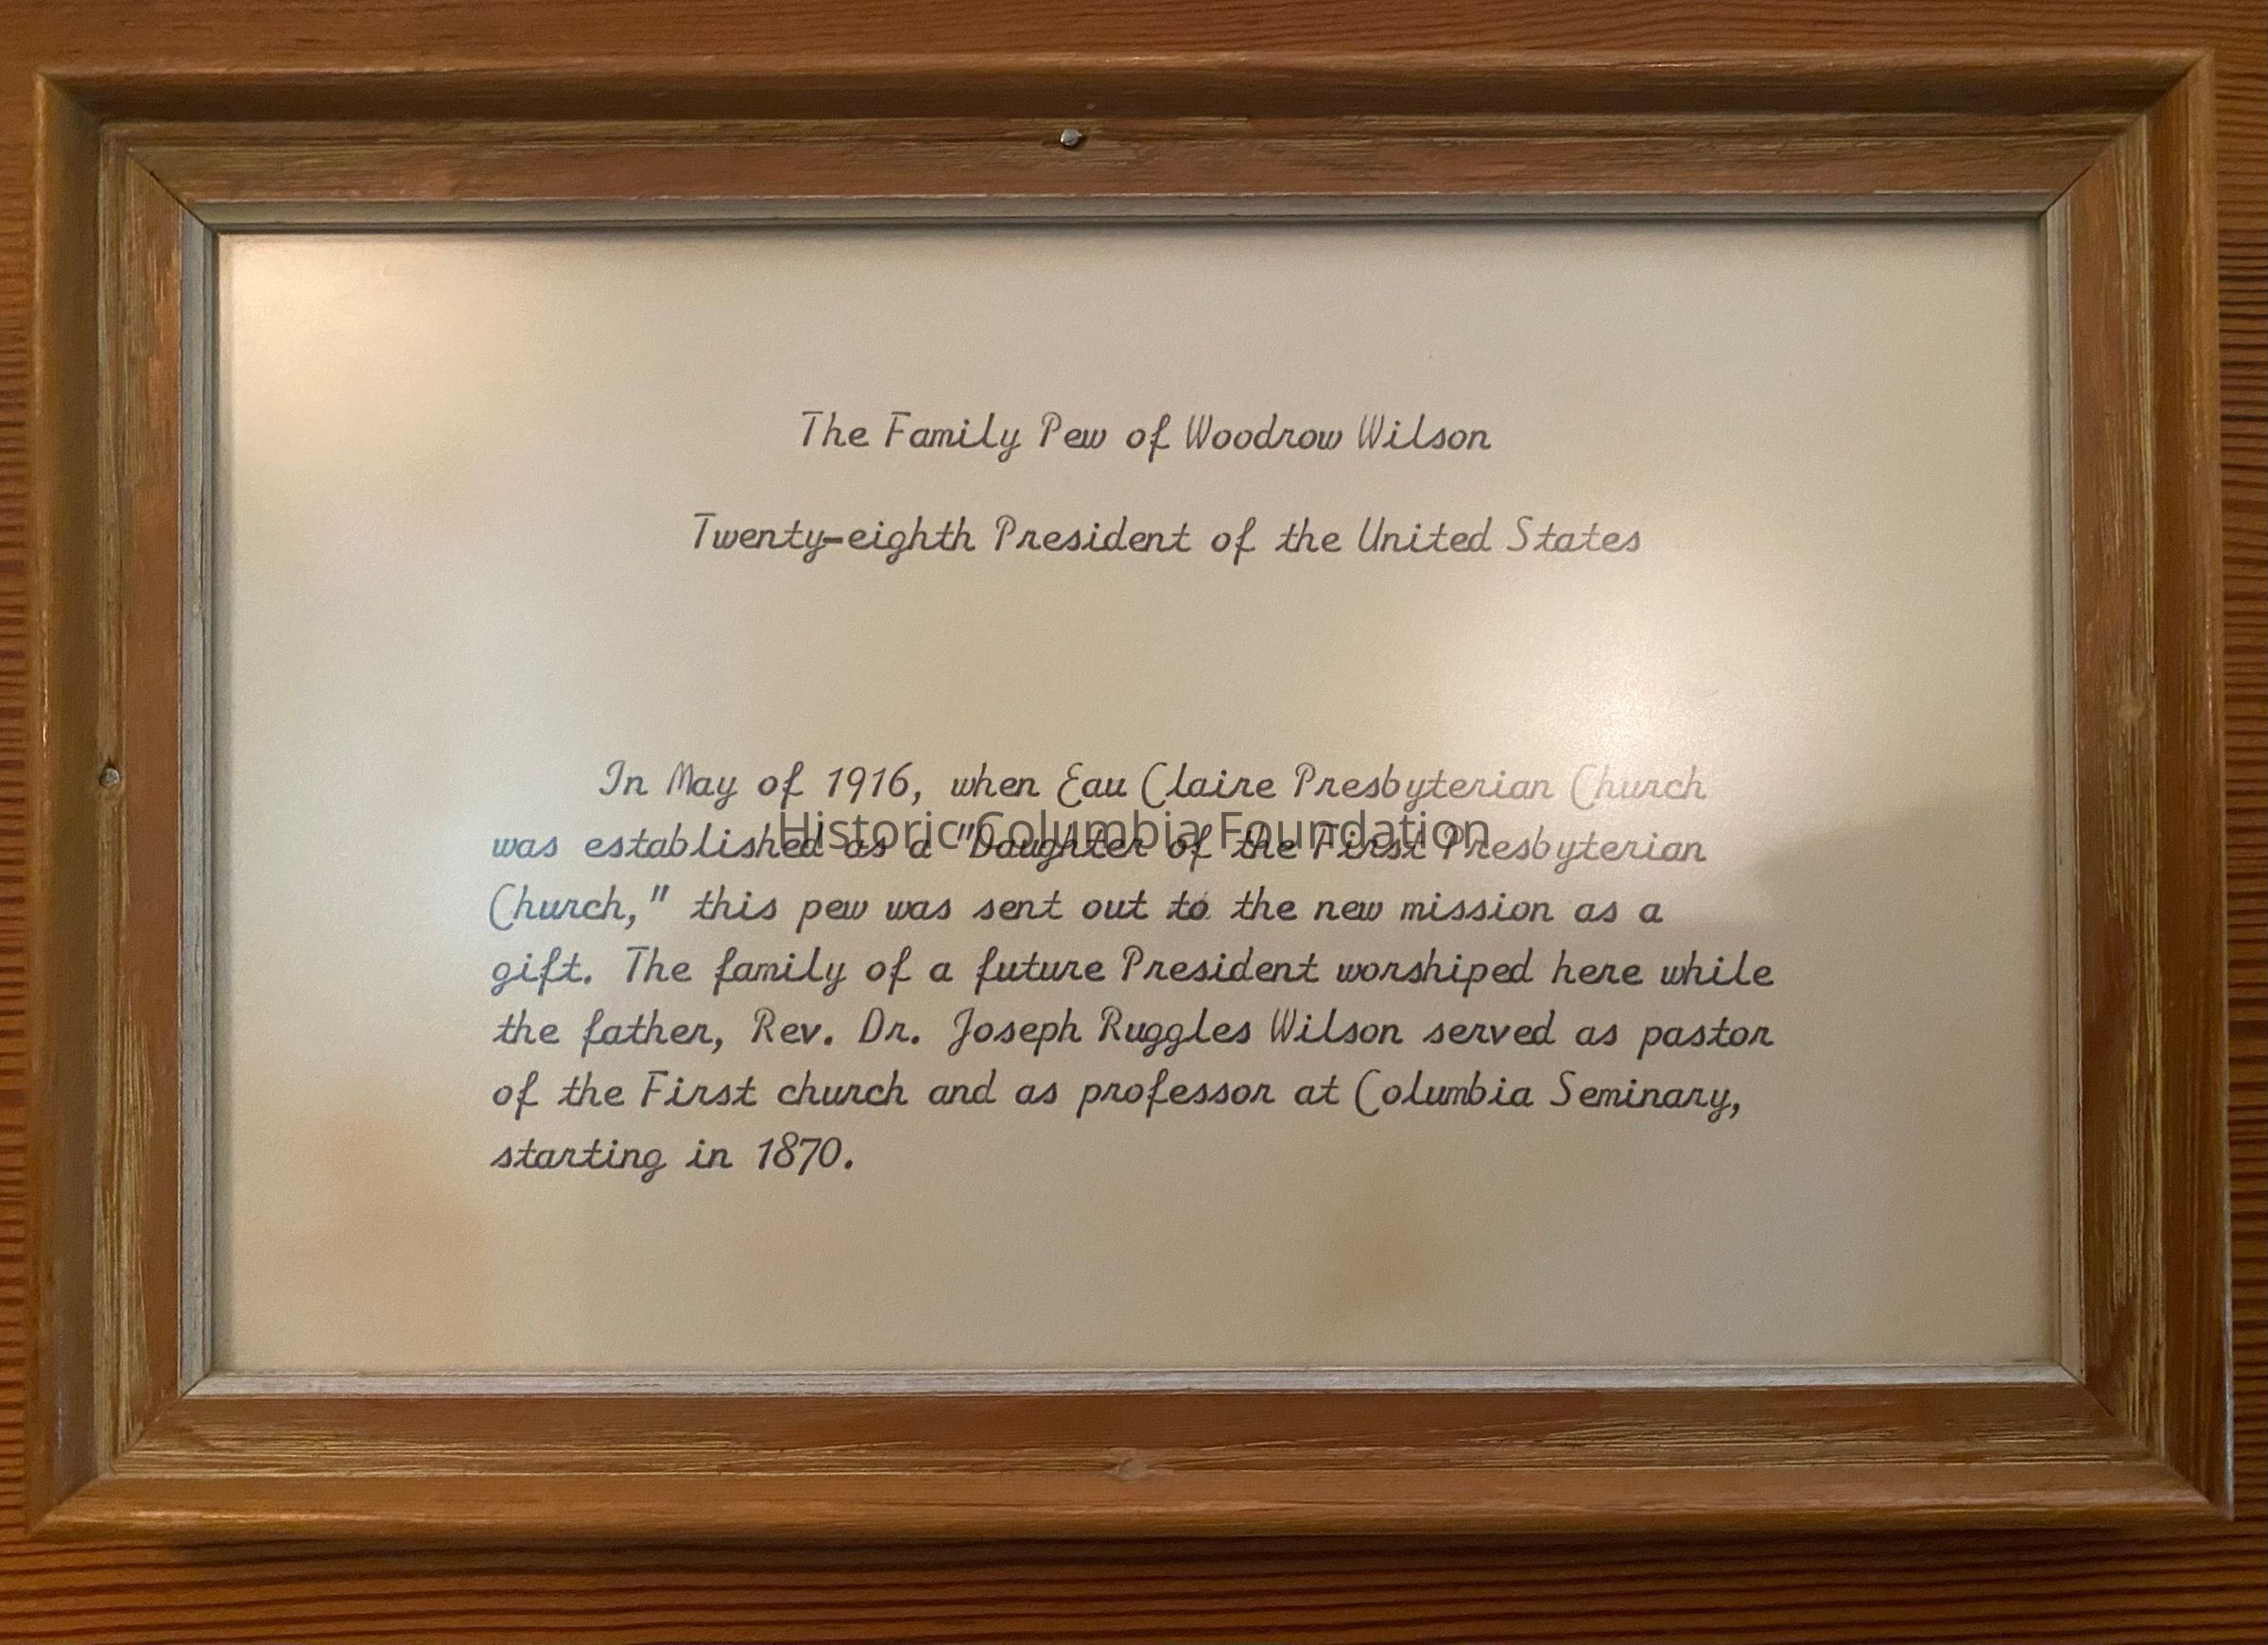 The Family Pew of Woodrow Wilson
Twenty-eighth President of the United States
In May of 1916, when Eau Claire Presbyterian Church
was established as a "Daughter of the First Presbyterian
Historic Columbia Foundation
Church," this pew was sent out to the new mission as a
gift. The family of a future President worshiped here while
the father, Rev. Dr. Joseph Ruggles Wilson served as pastor
of the First church and as professor at Columbia Seminary,
starting in 1870.